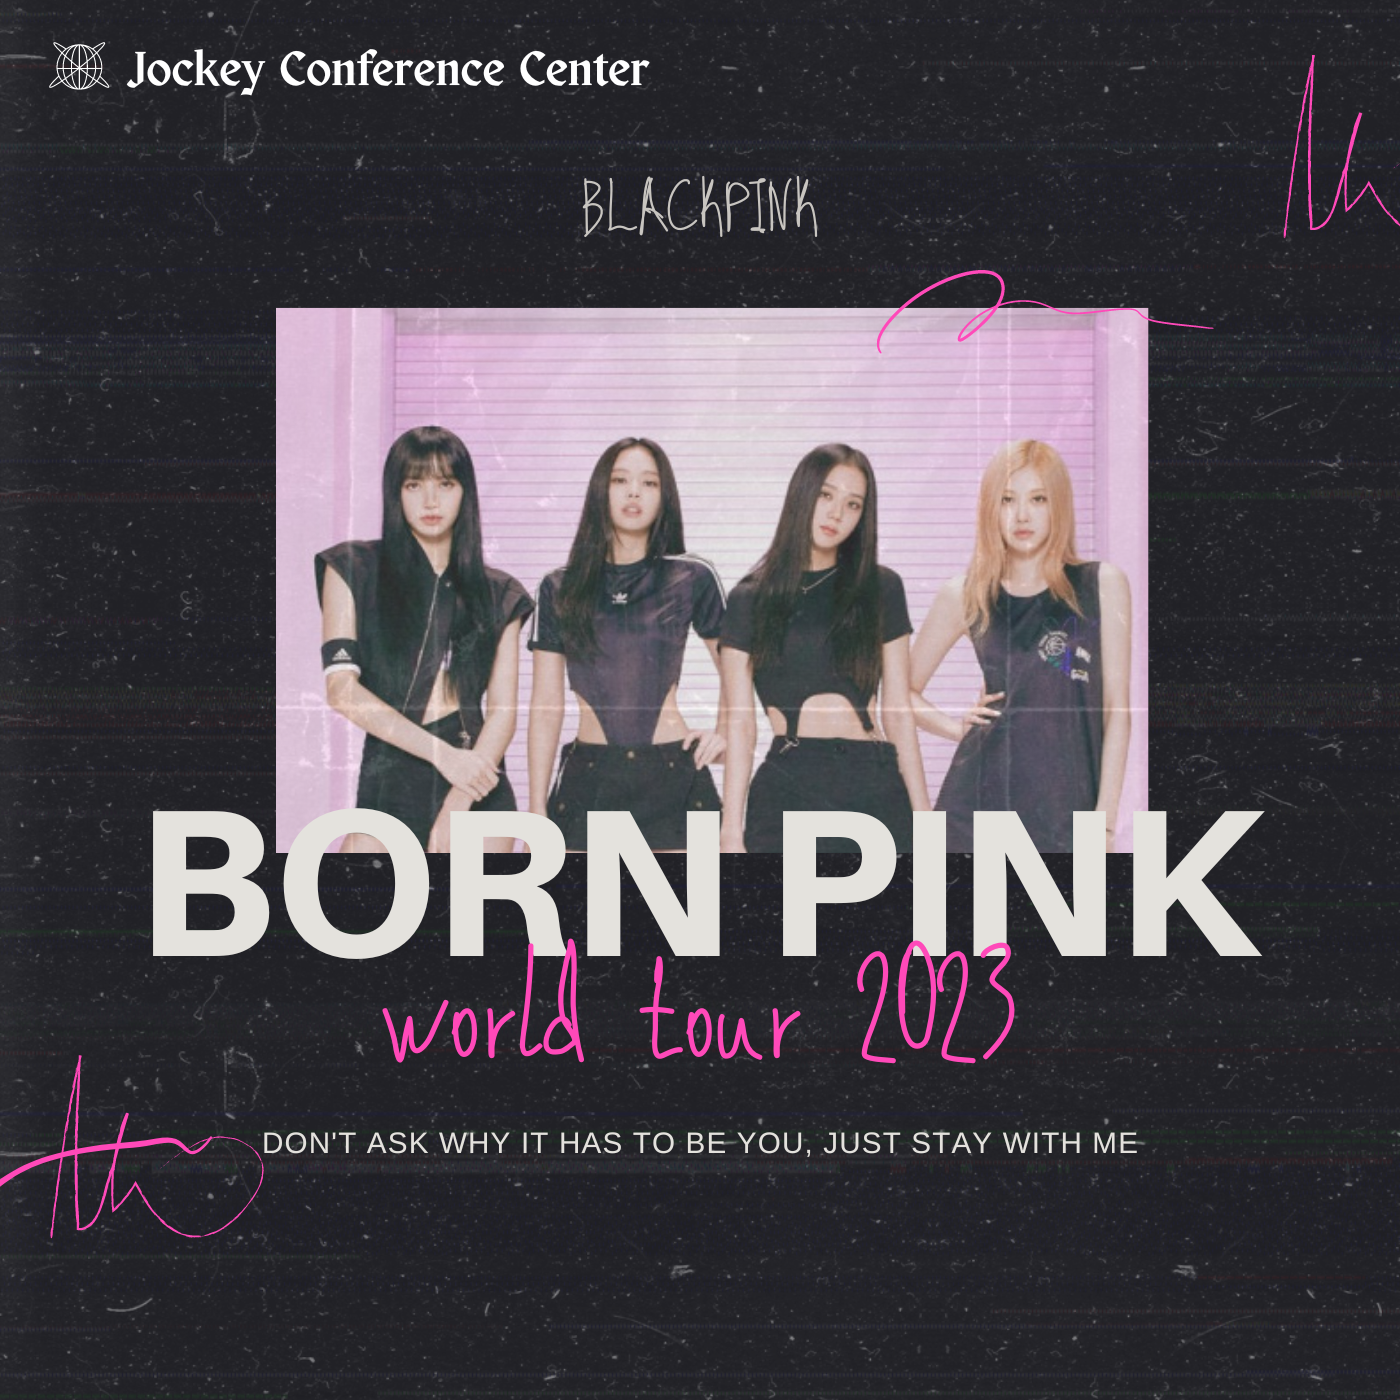 Jockey Conference Center
BLACKPINK
BORN PINK
world tour 2023
DON'T ASK WHY IT HAS TO BE YOU, JUST STAY WITH ME